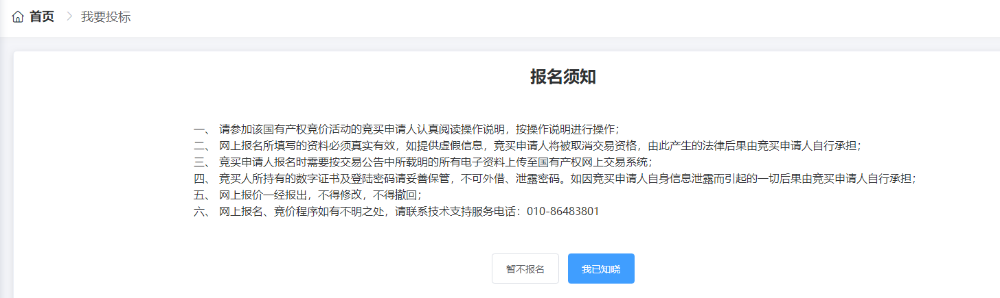 首页 > 我要投标
报名须知
一、 请参加该国有产权竞价活动的竞买申请人认真阅读操作说明，按操作说明进行操作；
二、 网上报名所填写的资料必须真实有效，如提供虚假信息，竞买申请人将被取消交易资格，由此产生的法律后果由竞买申请人自行承担；
三、 竞买申请人报名时需要按交易公告中所载明的所有电子资料上传至国有产权网上交易系统；
四、 竞买人所持有的数字证书及登陆密码请妥善保管，不可外借、泄露密码。如因竞买申请人自身信息泄露而引起的一切后果由竞买申请人自行承担；
五、 网上报价一经报出，不得修改，不得撤回；
六、 网上报名、竞价程序如有不明之处，请联系技术支持服务电话：010-86483801
暂不报名 我已知晓